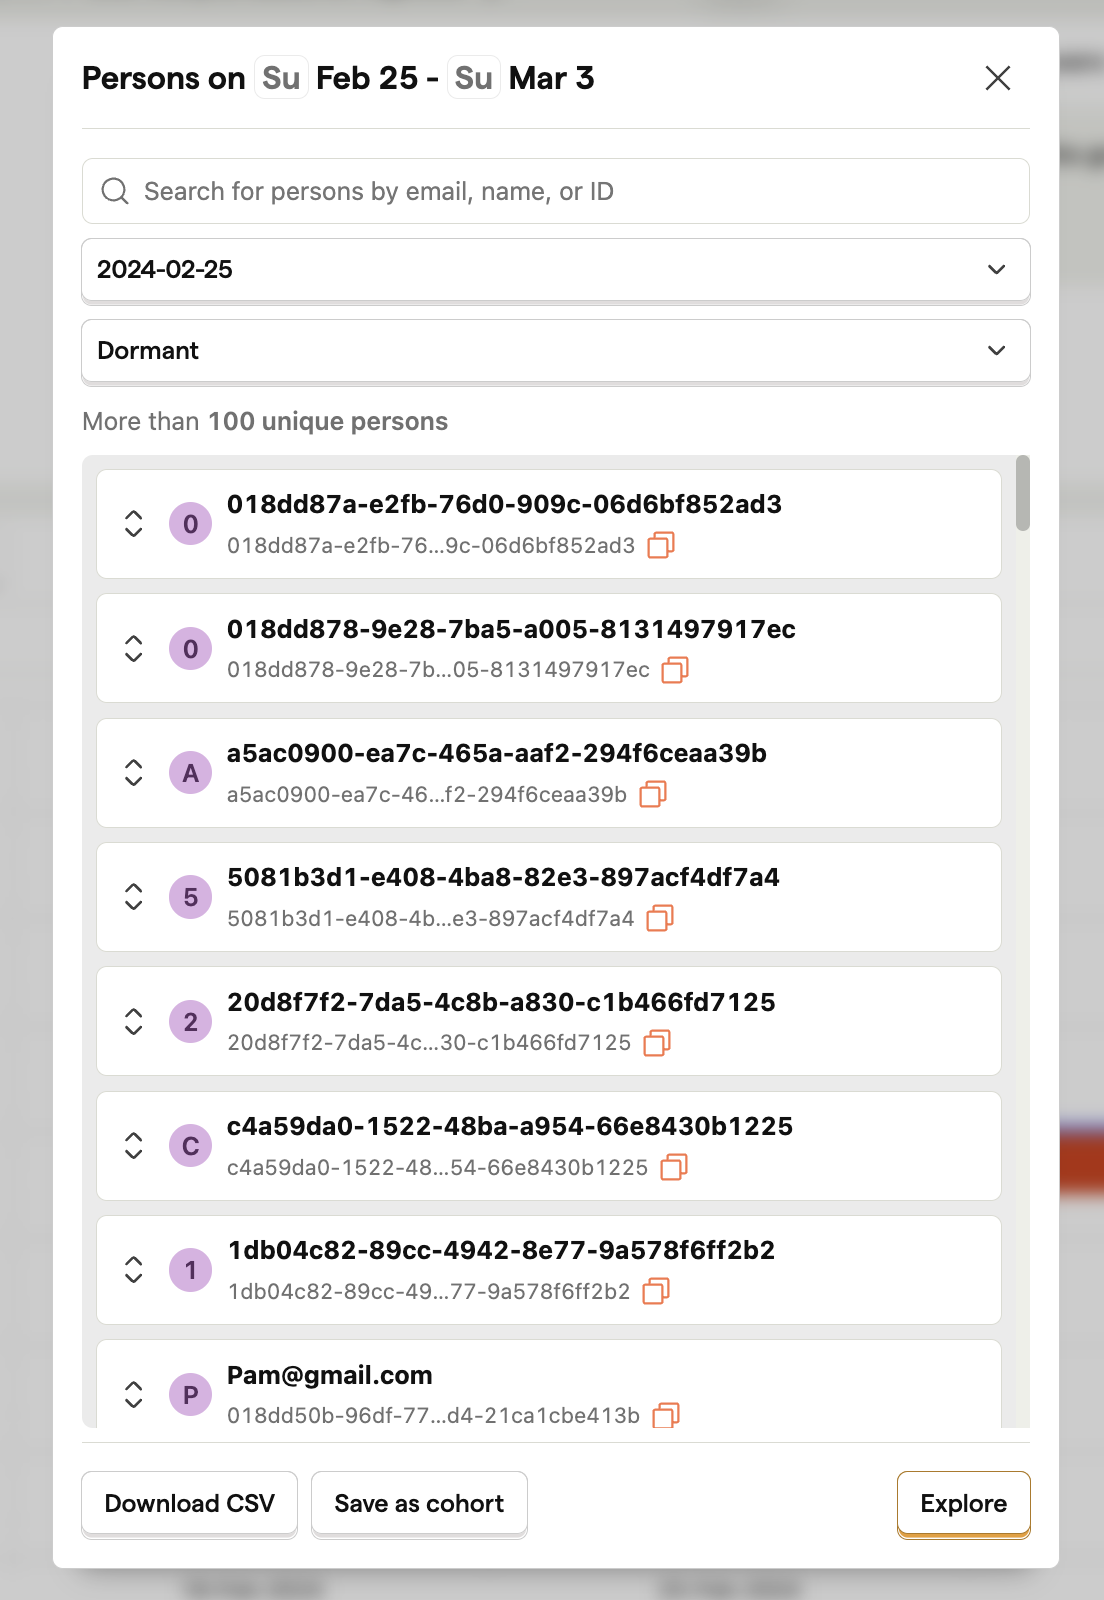 Persons on Su Feb 25 - Su Mar 3
Search for persons by email, name, or ID
2024-02-25
Dormant
More than 100 unique persons
0
018dd87a-e2fb-76d0-909c-06d6bf852ad3
018dd87a-e2fb-76...9c-06d6bf852ad3
0
018dd878-9e28-7ba5-a005-8131497917ec
018dd878-9e28-7b...05-8131497917ec
A
a5ac0900-ea7c-465a-aaf2-294f6ceaa39b
a5ac0900-ea7c-46...f2-294f6ceaa39b
5
5081b3d1-e408-4ba8-82e3-897acf4df7a4
5081b3d1-e408-4b...e3-897acf4df7a4
2
20d8f7f2-7da5-4c8b-a830-c1b466fd7125
20d8f7f2-7da5-4c...30-c1b466fd7125
C
c4a59da0-1522-48ba-a954-66e8430b1225
c4a59da0-1522-48...54-66e8430b1225
1
1db04c82-89cc-4942-8e77-9a578f6ff2b2
1db04c82-89cc-49...77-9a578f6ff2b2
P
Pam@gmail.com
018dd50b-96df-77...d4-21ca1cbe413b
Download CSV
Save as cohort
Explore